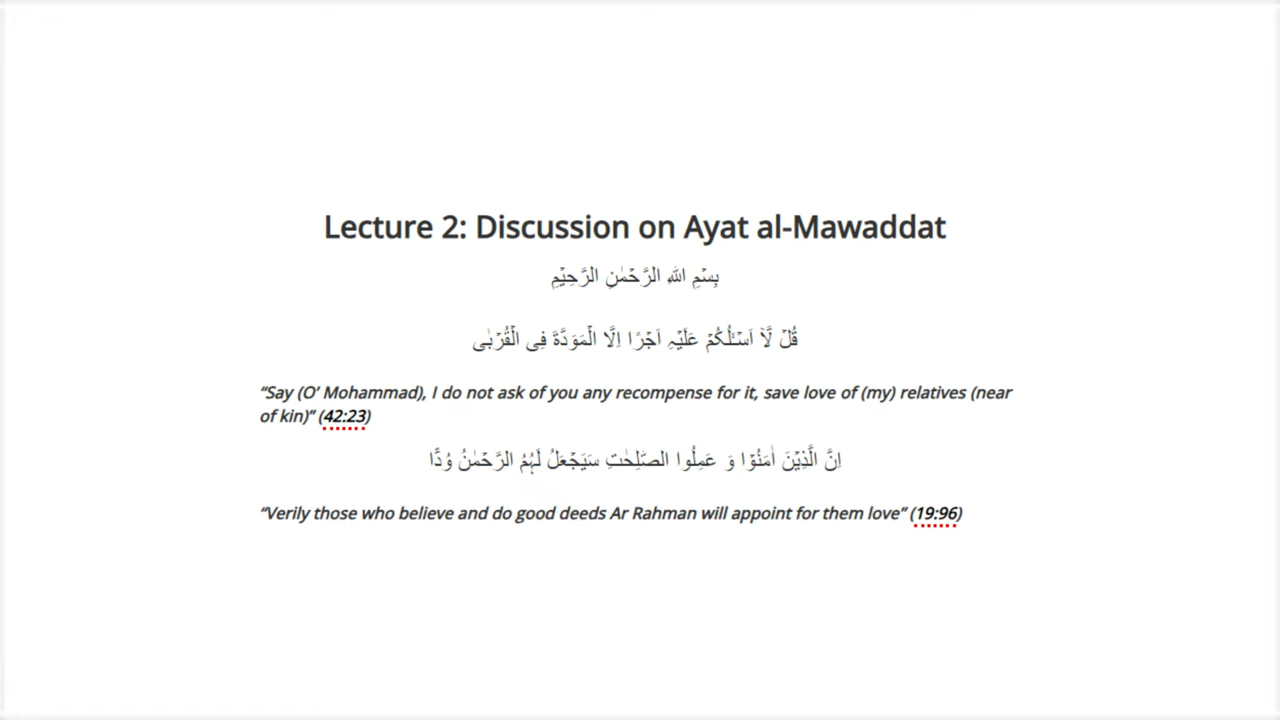 Lecture 2: Discussion on Ayat al-Mawaddat
بِسْمِ اللهِ الرَّحْمٰنِ الرَّحِيْمِ
قُلْ لَّاۤ اَسْـَٔلُكُمْ عَلَيْہِ اَجْرًا اِلَّا الْمَوَدَّةَ فِی الْقُرْبٰی
“Say (O’ Mohammad), I do not ask of you any recompense for it, save love of (my) relatives (near
of kin)” (42:23)
اِنَّ الَّذِيْنَ اٰمَنُوْا وَ عَمِلُوا الصّٰلِحٰتِ سَيَجْعَلُ لَہُمُ الرَّحْمٰنُ وُدًّا
“Verily those who believe and do good deeds Ar Rahman will appoint for them love” (19:96)